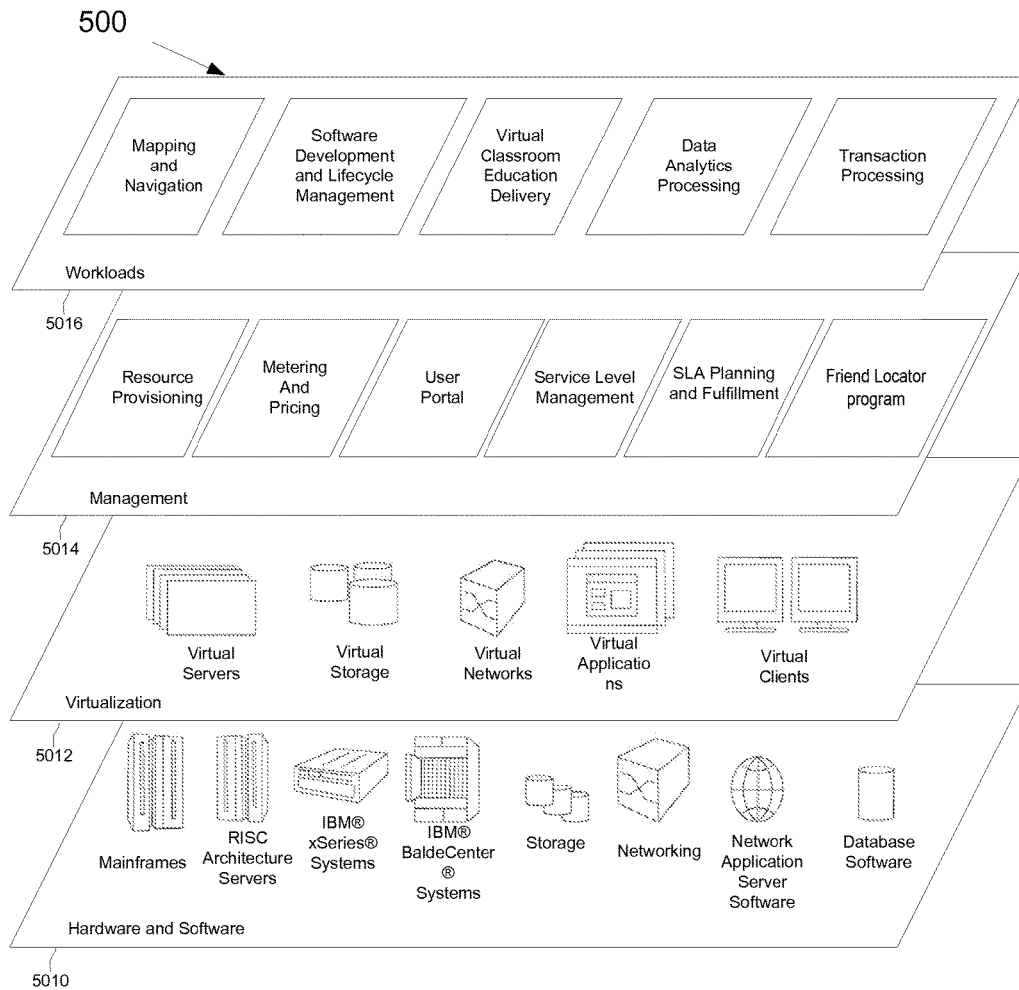 500
Mapping
and
Navigation
Software
Development
and Lifecycle
Management
Virtual
Classroom
Education
Delivery
Data
Analytics
Processing
Transaction
Processing
Workloads
5016
Resource
Provisioning
Metering
And
Pricing
User
Portal
Service Level
Management
SLA Planning
and Fulfillment
Friend Locator
program
Management
5014
Virtual
Servers
Virtual
Storage
Virtual
Networks
Virtual
Applicatio
ns
Virtual
Clients
Virtualization
5012
Mainframes
RISC
Architecture
Servers
IBM®
xSeries®
Systems
IBM®
BaldeCenter
®
Systems
Storage
Networking
Network
Application
Server
Software
Database
Software
Hardware and Software
5010